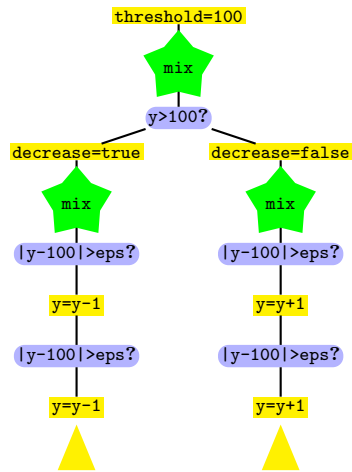 threshold=100
mix
y>100?
decrease=true decrease=false
mix mix
|y-100|>eps? |y-100|>eps?
y=y-1 y=y+1
|y-100|>eps? |y-100|>eps?
y=y-1 y=y+1